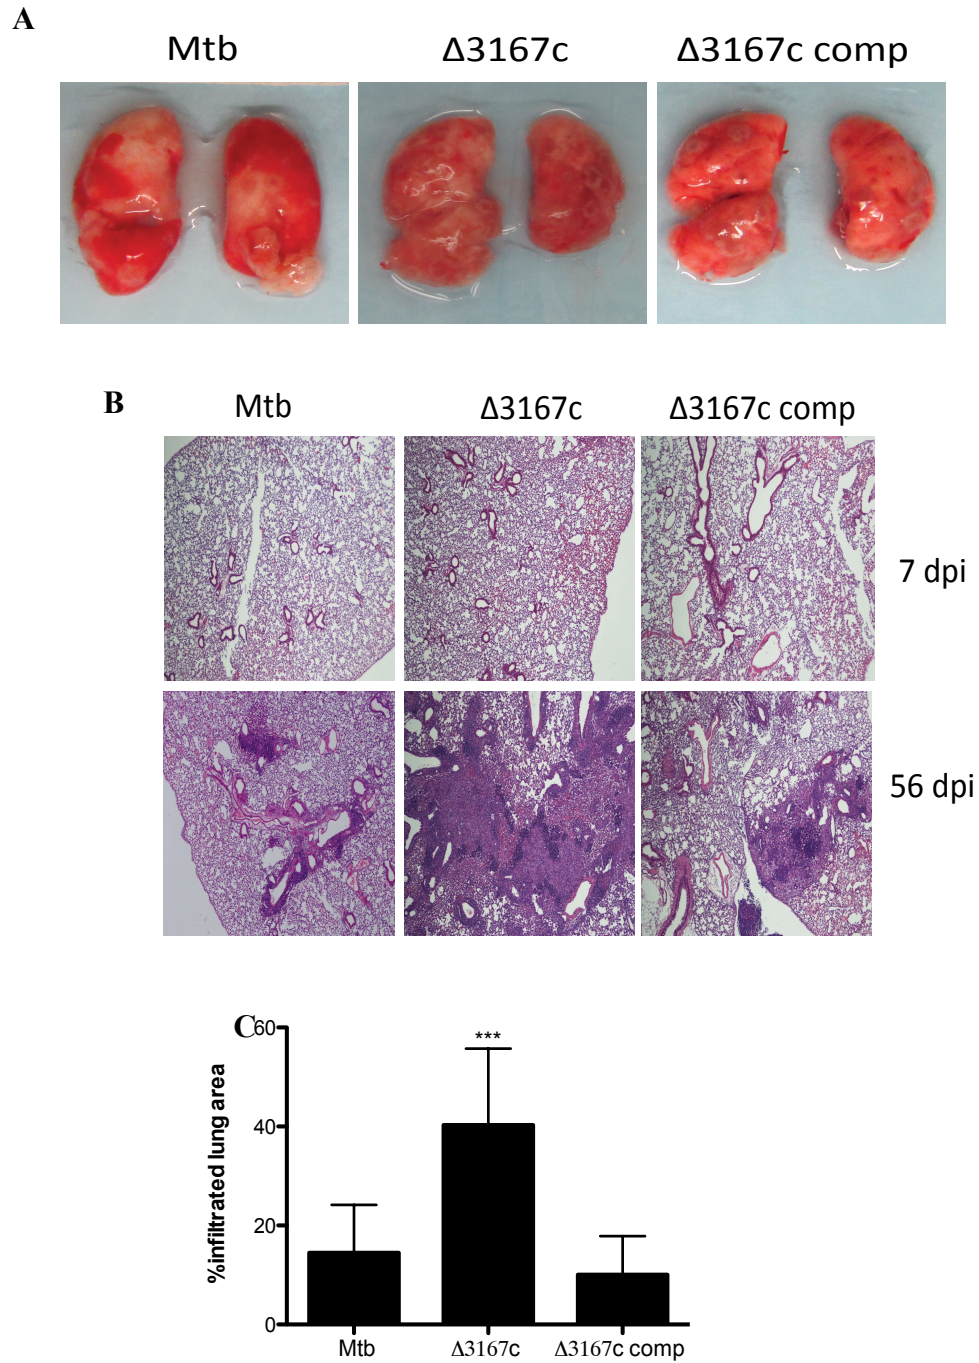 A
Mtb Δ3167c Δ3167c comp
B
Mtb Δ3167c Δ3167c comp
7 dpi
56 dpi
C
60
***
40
20
0
%infiltrated lung area
Mtb Δ3167c Δ3167c comp